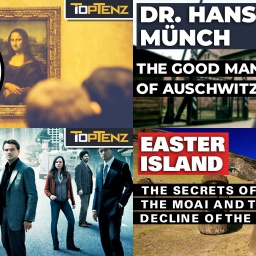 TOPTENZ
DR. HANS
MÜNCH
THE GOOD MAN
OF AUSCHWITZ
TOPTENZ
EASTER
ISLAND
THE SECRETS OF
THE MOAI AND T
DECLINE OF THE